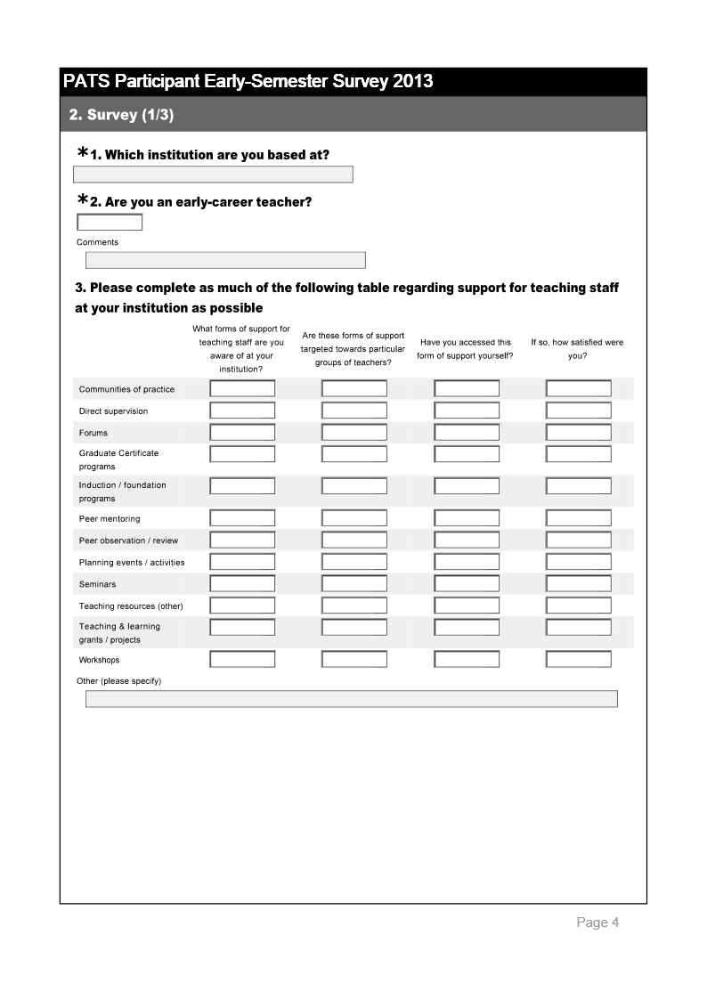 PATS Participant Early-Semester Survey 2013
2. Survey (1/3)
*1. Which institution are you based at?
*2. Are you an early-career teacher?
Comments
3. Please complete as much of the following table regarding support for teaching staff
at your institution as possible
What forms of support for
teaching staff are you
aware of at your
institution?
Are these forms of support
targeted towards particular
groups of teachers?
Have you accessed this
form of support yourself?
If so, how satisfied were
you?
Communities of practice
Direct supervision
Forums
Graduate Certificate
programs
Induction / foundation
programs
Peer mentoring
Peer observation / review
Planning events / activities
Seminars
Teaching resources (other)
Teaching & learning
grants / projects
Workshops
Other (please specify)
Page 4